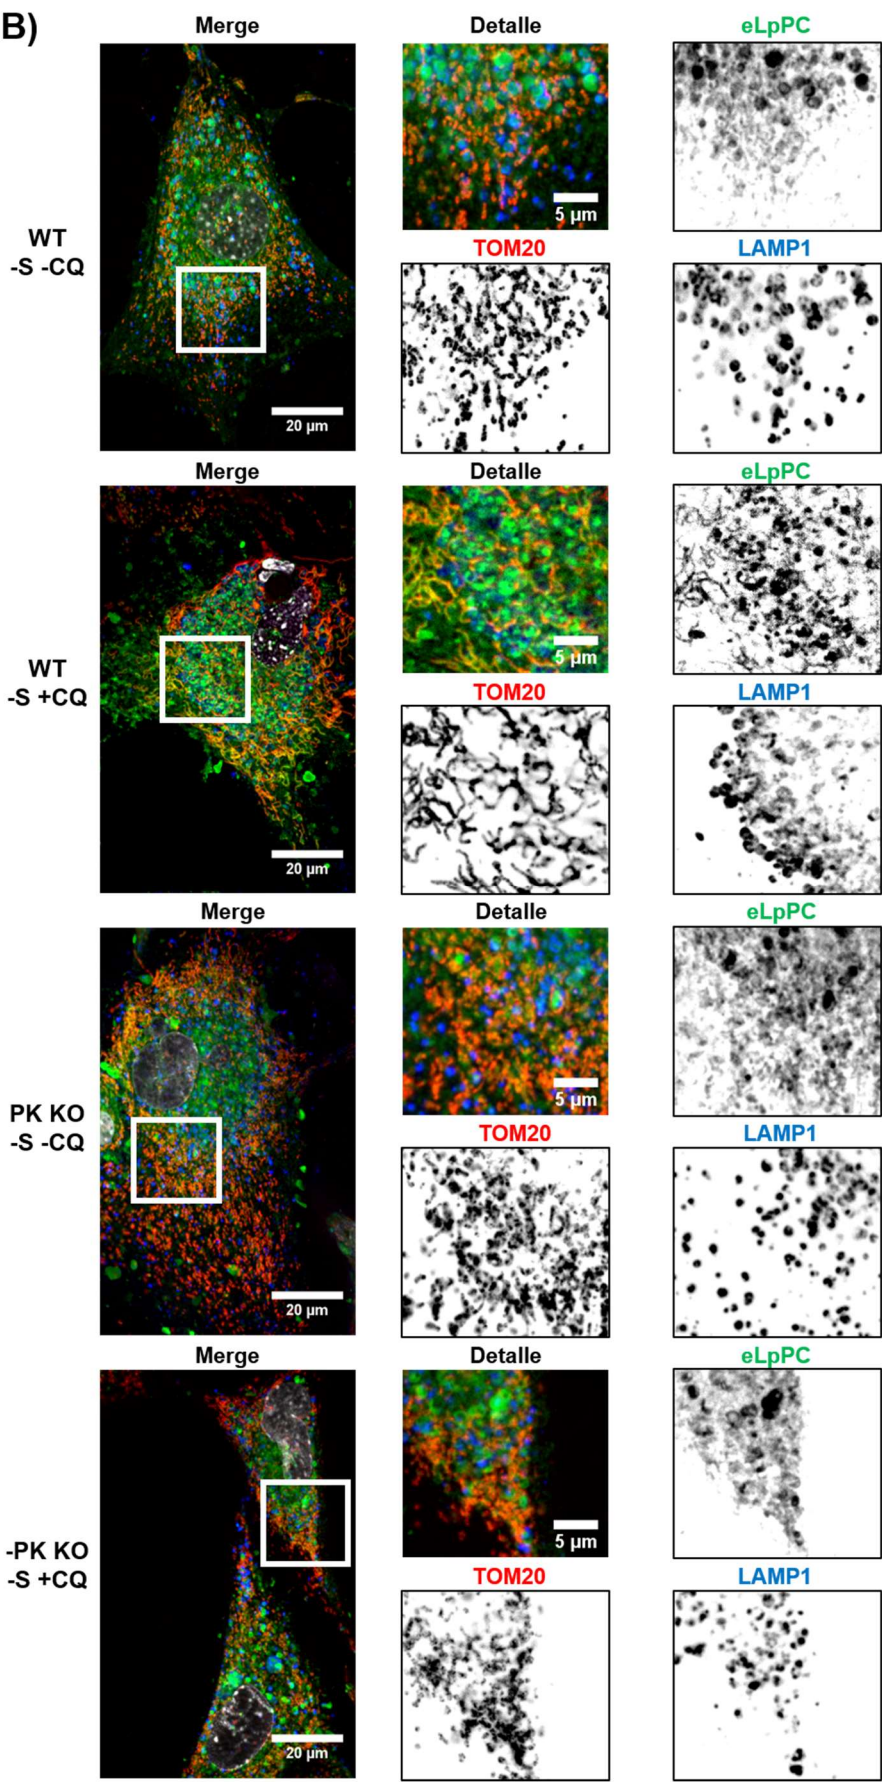 B)
Merge
Detalle
eLpPC
WT
-S -CQ
5 µm
TOM20
LAMP1
20 µm
Merge
Detalle
eLpPC
WT
-S +CQ
5 µm
TOM20
LAMP1
20 µm
Merge
Detalle
eLpPC
PK KO
-S -CQ
5 µm
TOM20
LAMP1
20 µm
Merge
Detalle
eLpPC
-PK KO
-S +CQ
5 µm
TOM20
LAMP1
20 µm